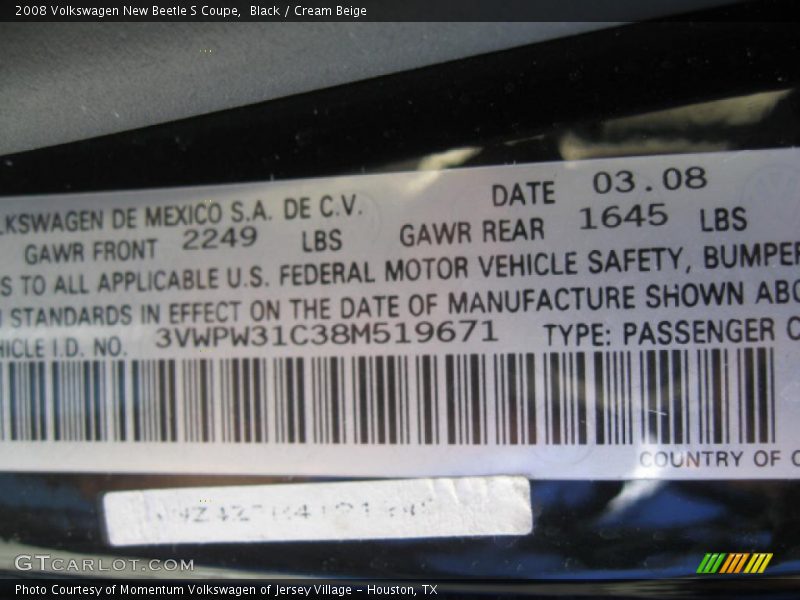 2008 Volkswagen New Beetle S Coupe, Black / Cream Beige
LKSWAGEN DE MEXICO S.A. DE C.V. DATE 03.08
GAWR FRONT 2249 LBS GAWR REAR 1645 LBS
S TO ALL APPLICABLE U.S. FEDERAL MOTOR VEHICLE SAFETY, BUMPER
STANDARDS IN EFFECT ON THE DATE OF MANUFACTURE SHOWN ABO
HICLE I.D. NO. 3VWPW31C38M519671 TYPE: PASSENGER C
COUNTRY OF O
GTCARLOT.COM
Photo Courtesy of Momentum Volkswagen of Jersey Village - Houston, TX